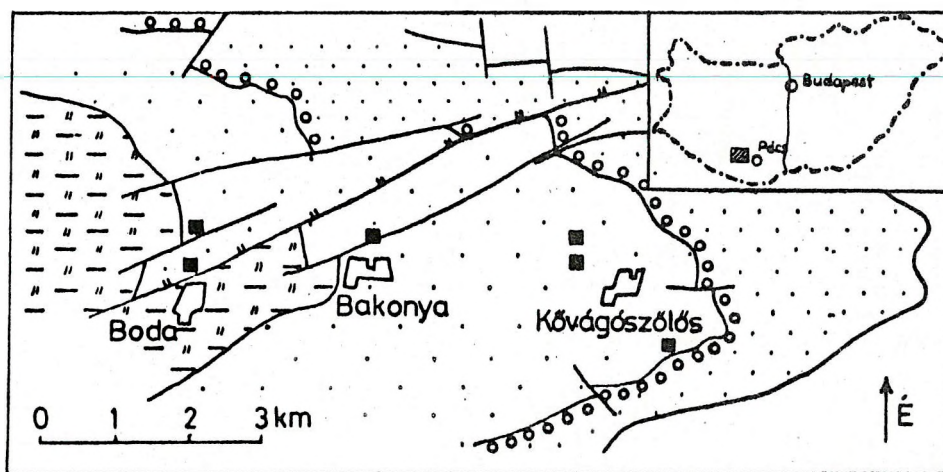 Budapest
Pécs
Boda
Bakonya
Kővágószőlős
0 1 2 3 km
É